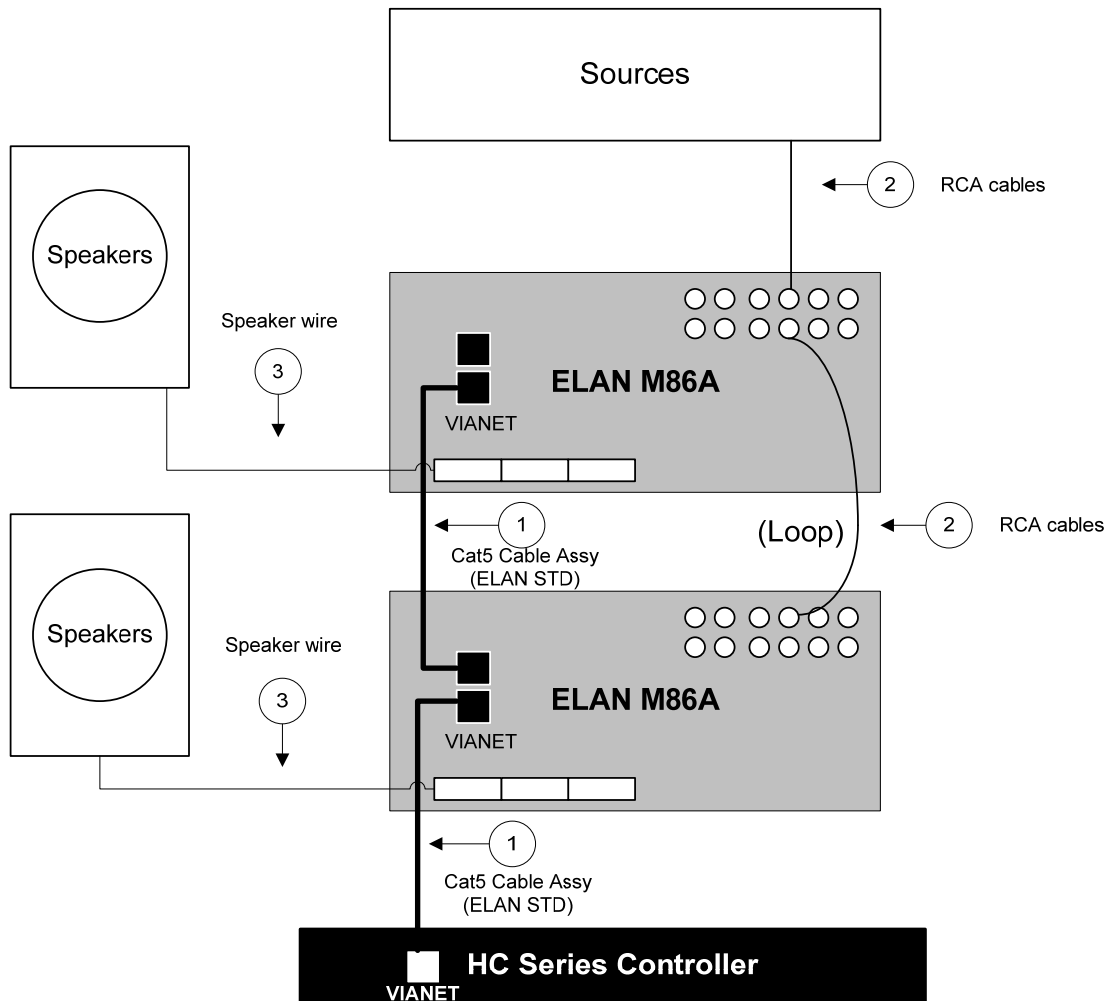 Sources
2
RCA cables
Speakers
Speaker wire
3
ELAN M86A
VIANET
1
Cat5 Cable Assy
(ELAN STD)
(Loop)
2
RCA cables
Speakers
Speaker wire
3
ELAN M86A
VIANET
1
Cat5 Cable Assy
(ELAN STD)
HC Series Controller
VIANET